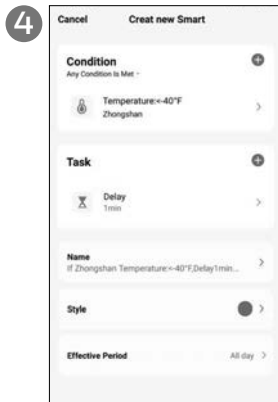 4
Cancel Creat new Smart
Condition
Any Condition Is Met -
Temperature:<-40°F
Zhongshan
Task
Delay
1min
Name
If Zhongshan Temperature:<-40°F,Delay1min...
Style
Effective Period All day